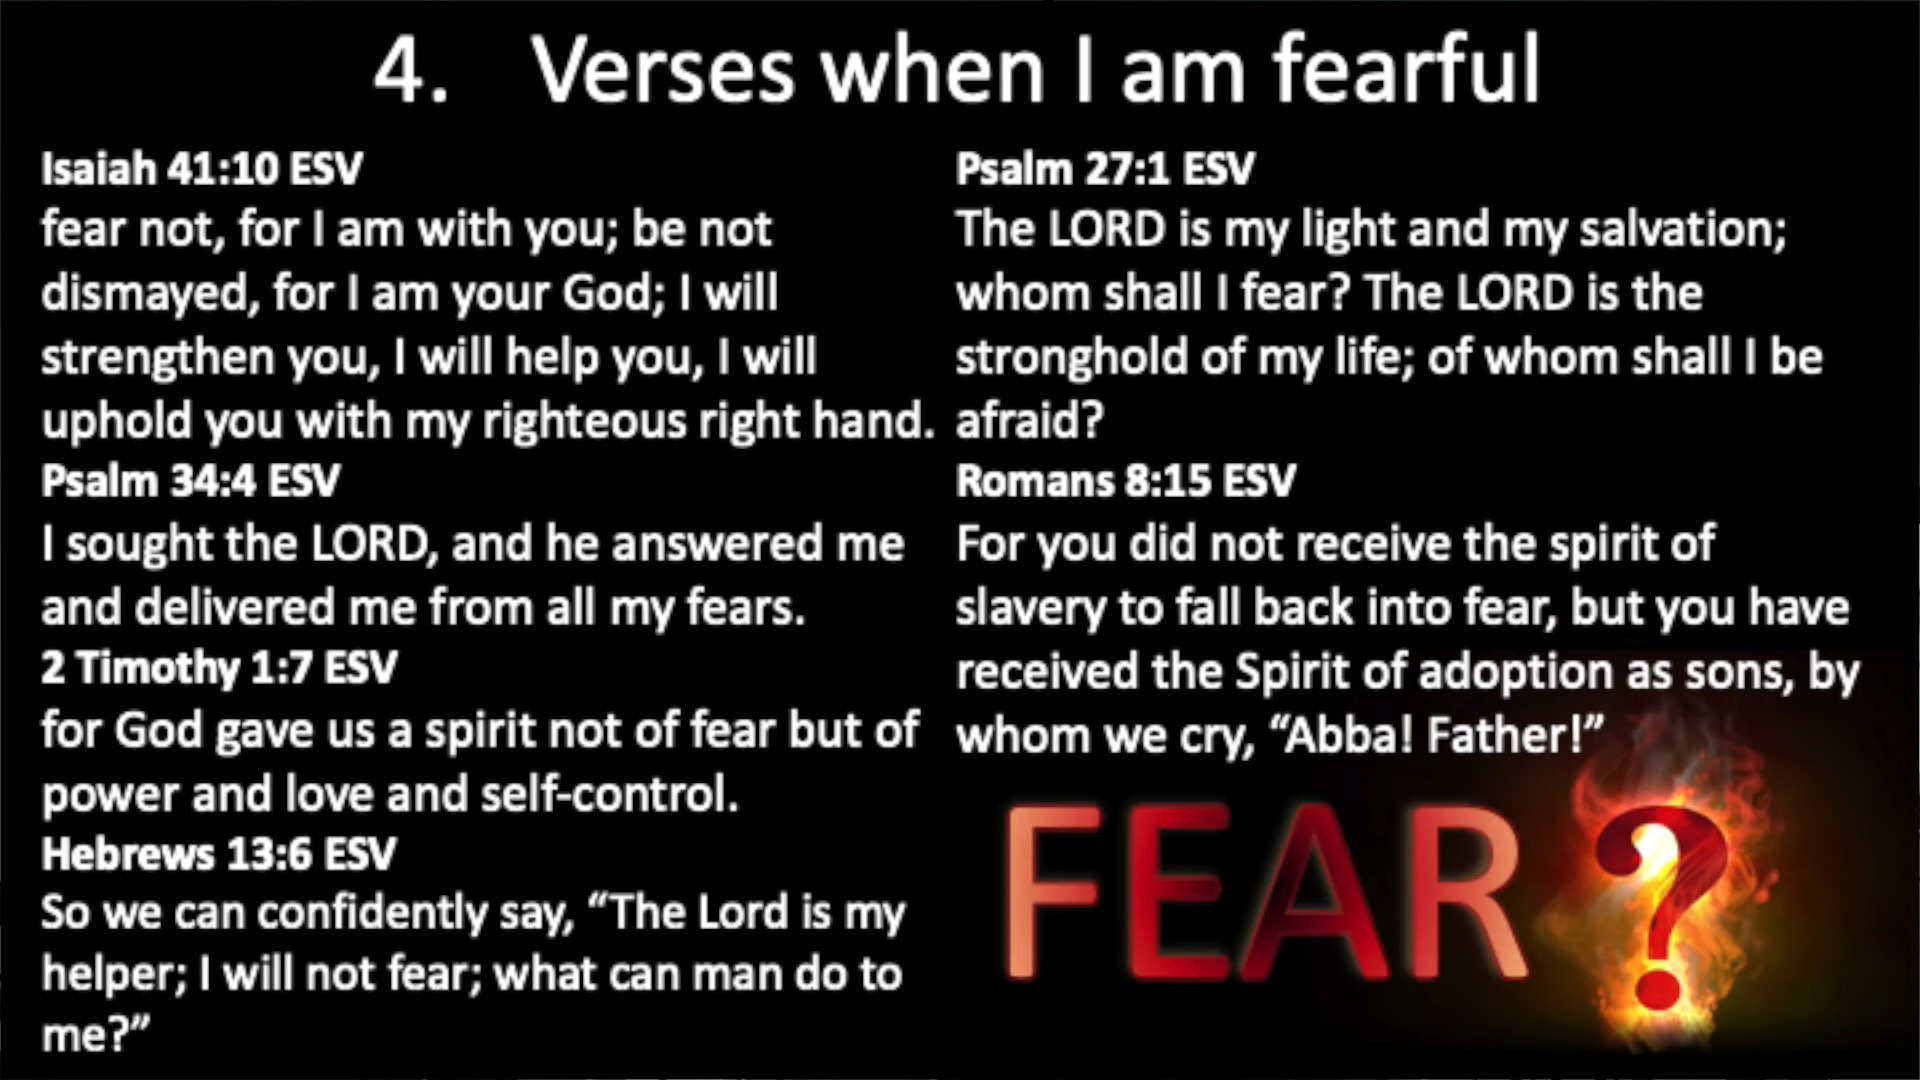 4. Verses when I am fearful
Isaiah 41:10 ESV
fear not, for I am with you; be not
dismayed, for I am your God; I will
strengthen you, I will help you, I will
uphold you with my righteous right hand.
Psalm 34:4 ESV
I sought the LORD, and he answered me
and delivered me from all my fears.
2 Timothy 1:7 ESV
for God gave us a spirit not of fear but of
power and love and self-control.
Hebrews 13:6 ESV
So we can confidently say, “The Lord is my
helper; I will not fear; what can man do to
me?”
Psalm 27:1 ESV
The LORD is my light and my salvation;
whom shall I fear? The LORD is the
stronghold of my life; of whom shall I be
afraid?
Romans 8:15 ESV
For you did not receive the spirit of
slavery to fall back into fear, but you have
received the Spirit of adoption as sons, by
whom we cry, “Abba! Father!”
FEAR?